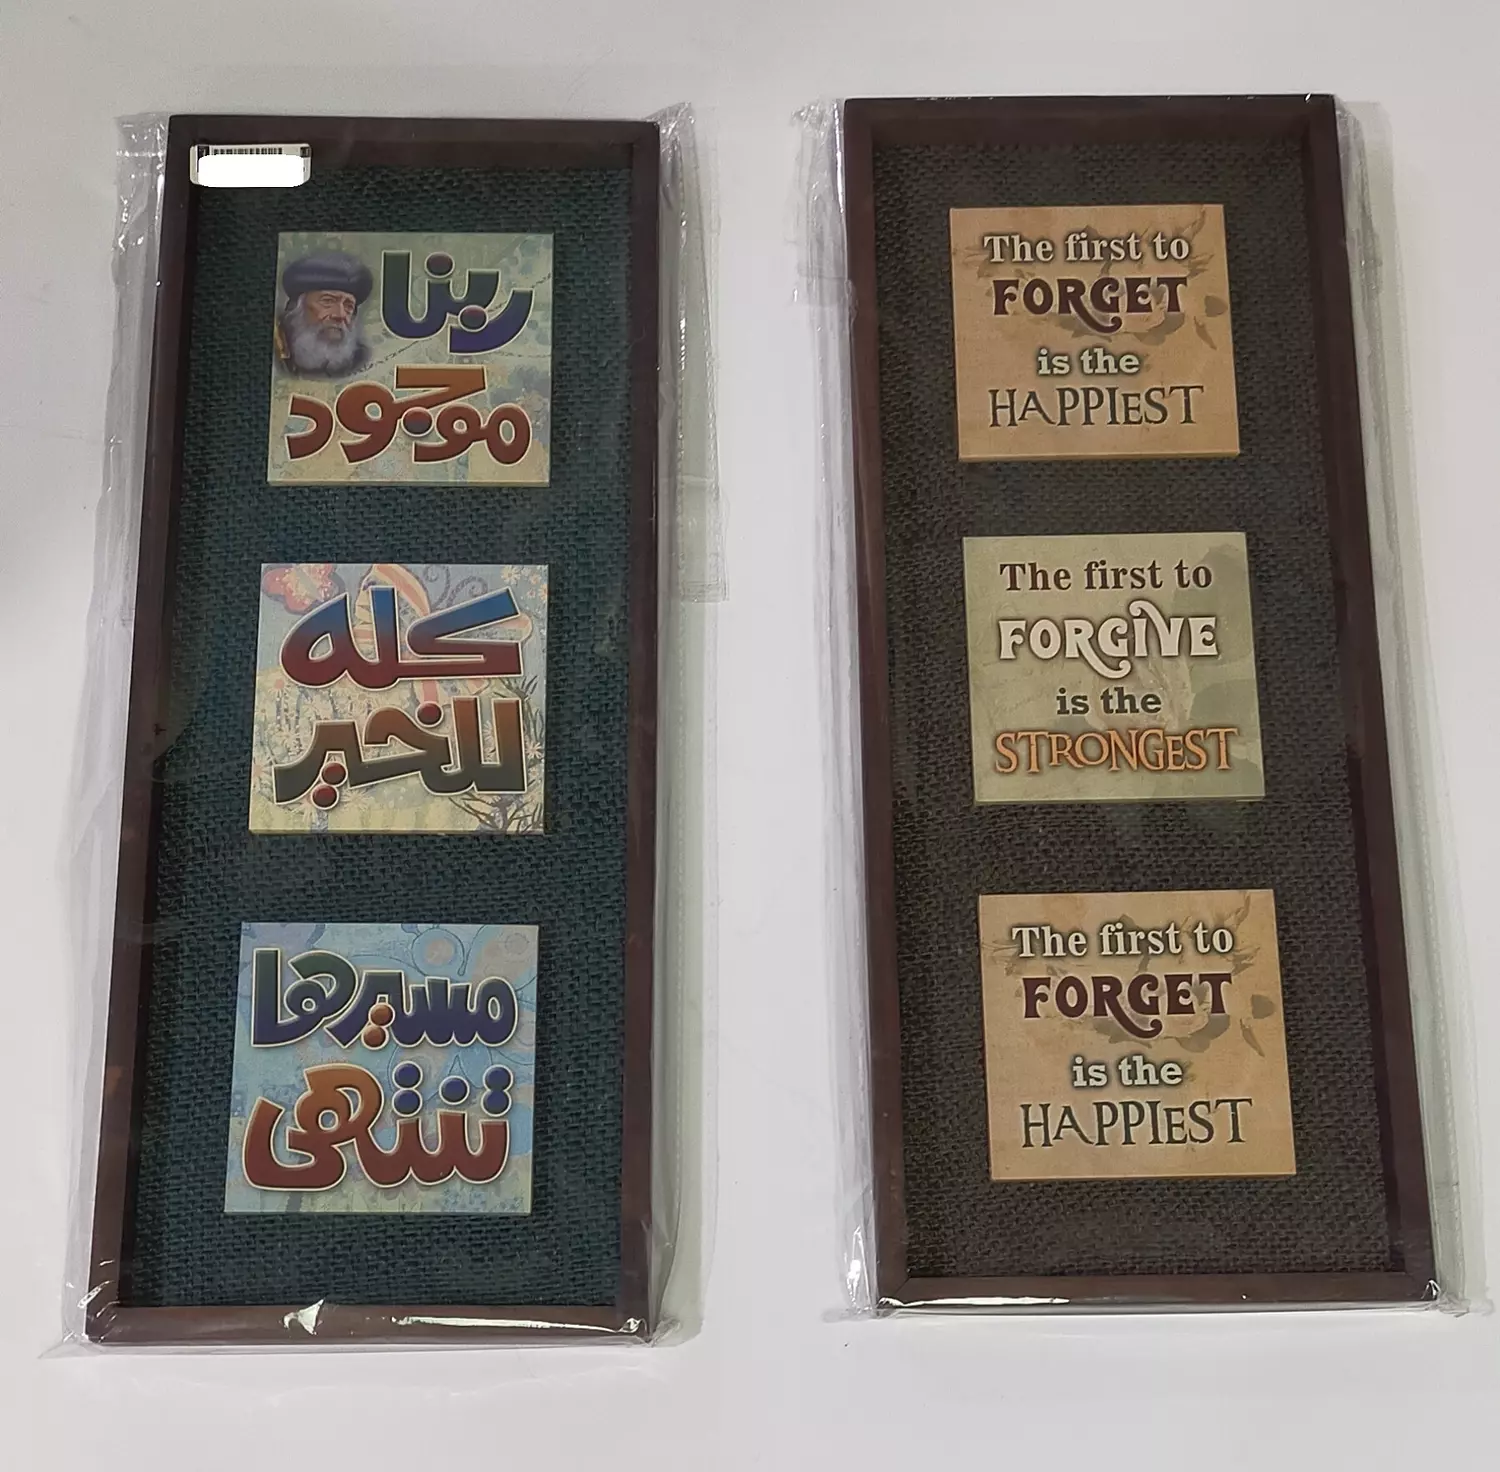 ربنا
موجود
كله
للخير
مسيرها
تنتهى
The first to
FORGET
is the
HAPPIEST
The first to
FORGIVE
is the
STRONGEST
The first to
FORGET
is the
HAPPIEST